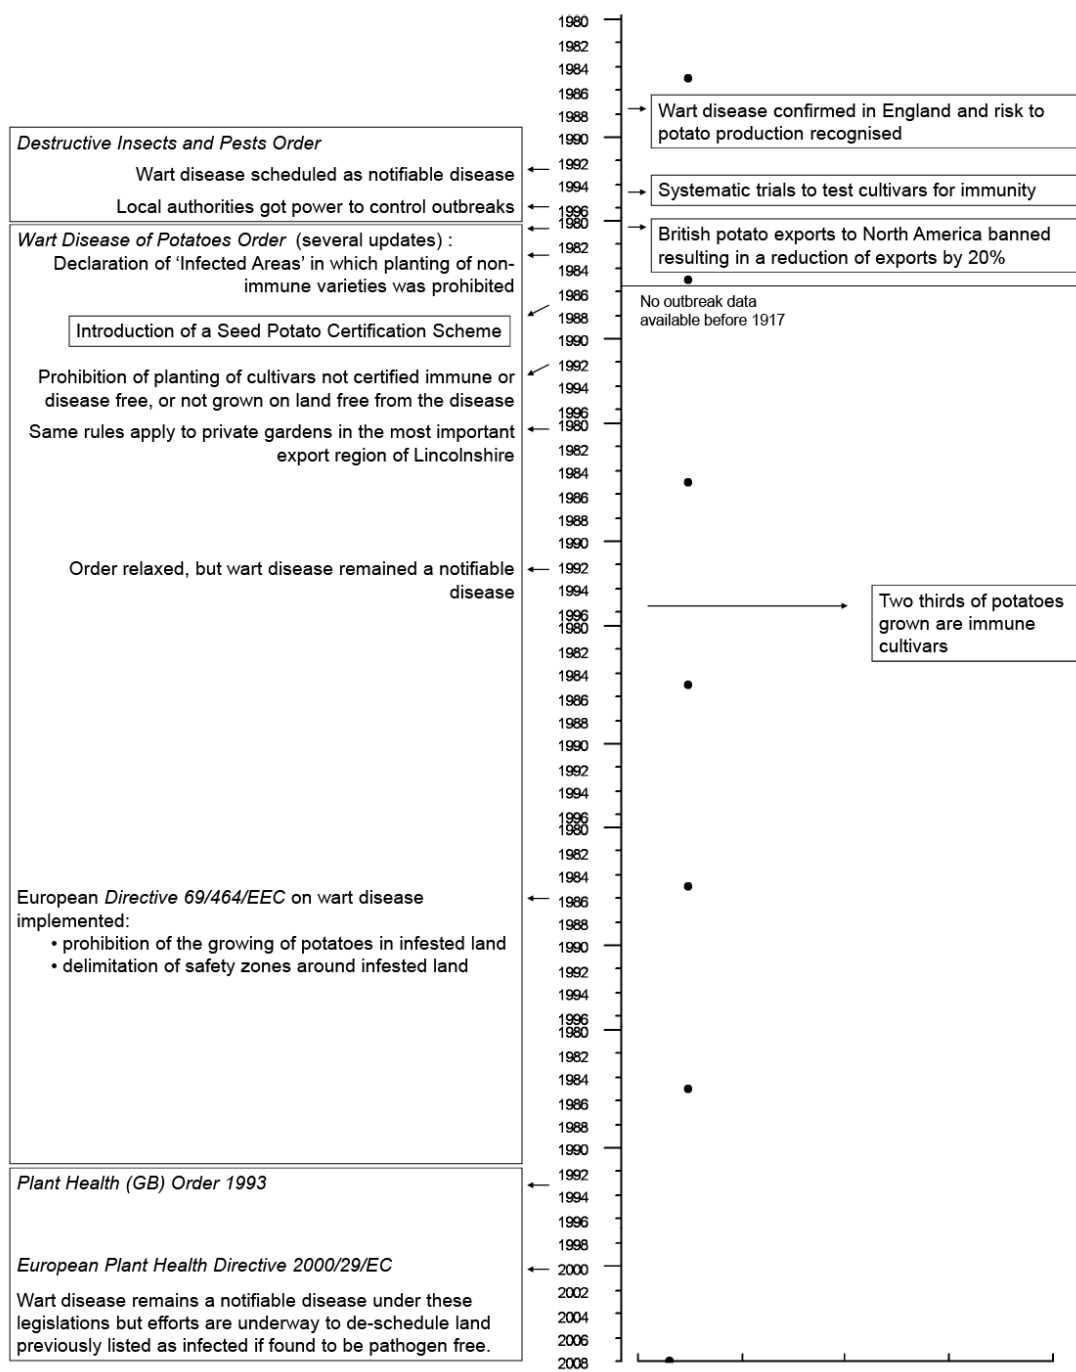 Destructive Insects and Pests Order
Wart disease scheduled as notifiable disease
Local authorities got power to control outbreaks
Wart Disease of Potatoes Order (several updates) :
Declaration of ‘Infected Areas’ in which planting of non-
immune varieties was prohibited
Introduction of a Seed Potato Certification Scheme
Prohibition of planting of cultivars not certified immune or
disease free, or not grown on land free from the disease
Same rules apply to private gardens in the most important
export region of Lincolnshire
Order relaxed, but wart disease remained a notifiable
disease
European Directive 69/464/EEC on wart disease
implemented:
• prohibition of the growing of potatoes in infested land
• delimitation of safety zones around infested land
Plant Health (GB) Order 1993
European Plant Health Directive 2000/29/EC
Wart disease remains a notifiable disease under these
legislations but efforts are underway to de-schedule land
previously listed as infected if found to be pathogen free.
1980
1982
1984
1986
1988
1990
1992
1994
1996
1980
1982
1984
1986
1988
1990
1992
1994
1996
1980
1982
1984
1986
1988
1990
1992
1994
1996
1980
1982
1984
1986
1988
1990
1992
1994
1996
1980
1982
1984
1986
1988
1990
1992
1994
1996
1980
1982
1984
1986
1988
1990
1992
1994
1996
1998
2000
2002
2004
2006
2008
Wart disease confirmed in England and risk to
potato production recognised
Systematic trials to test cultivars for immunity
British potato exports to North America banned
resulting in a reduction of exports by 20%
No outbreak data
available before 1917
Two thirds of potatoes
grown are immune
cultivars